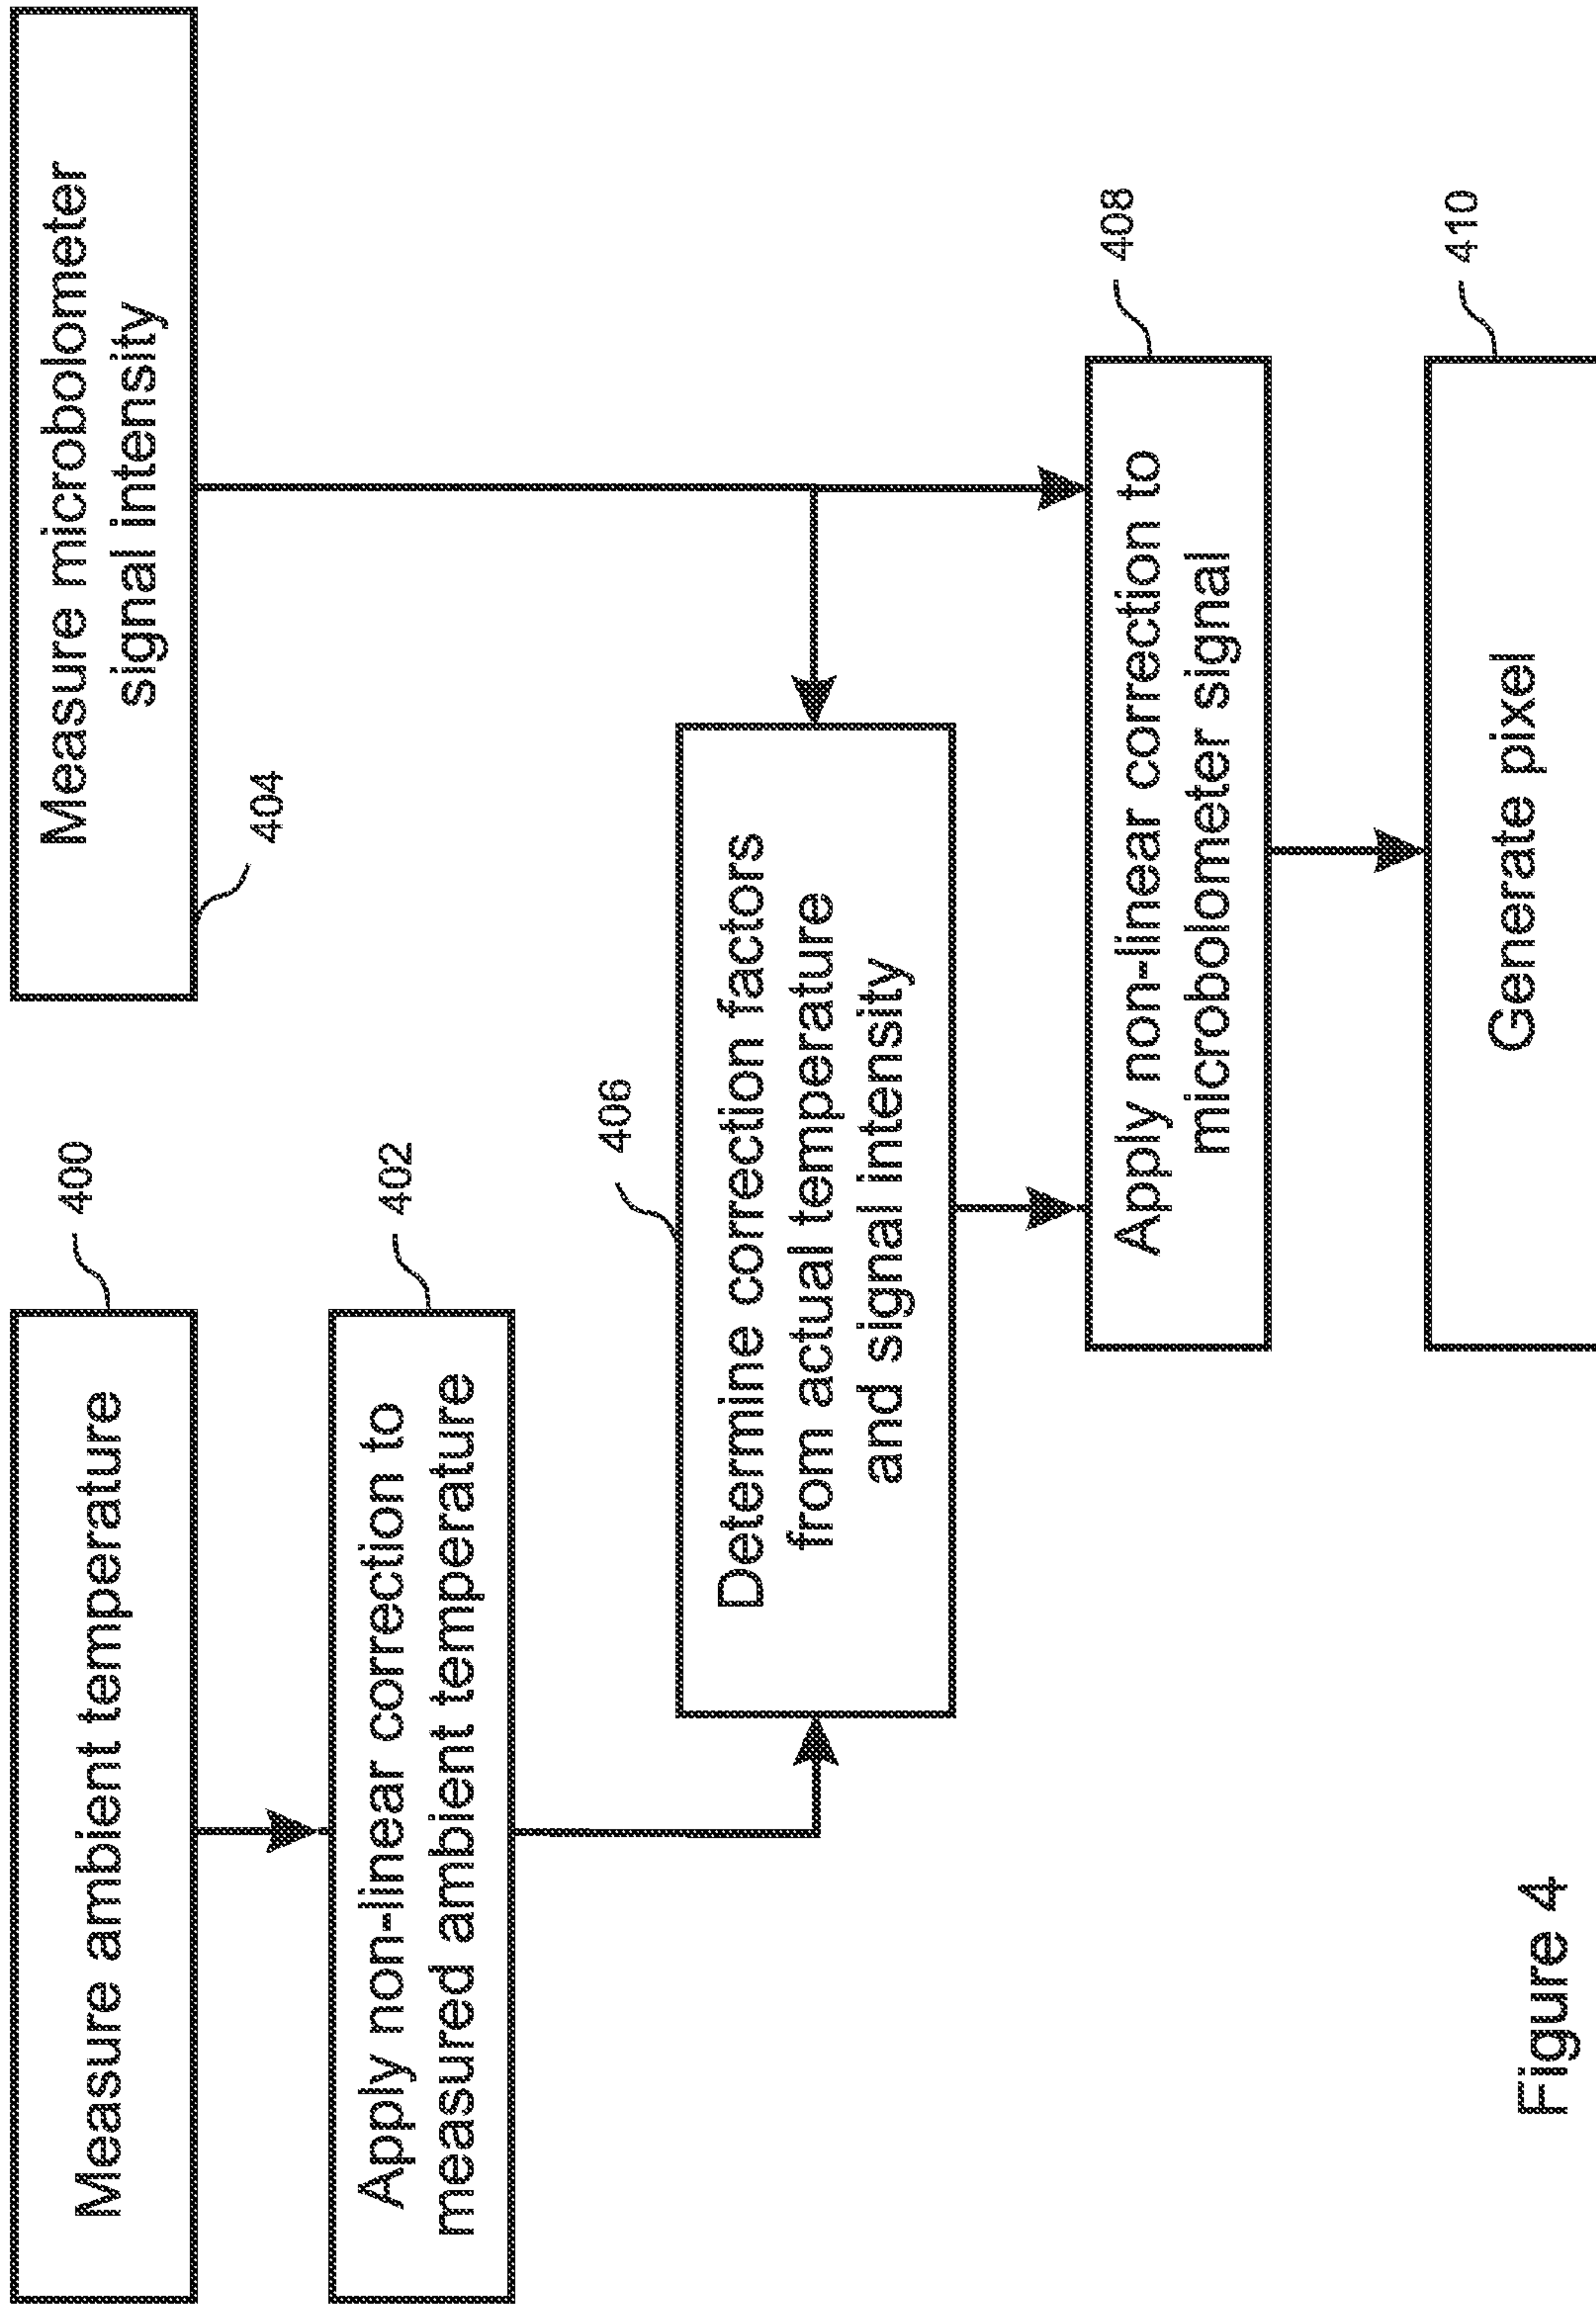 Measure ambient temperature
400
Apply non-linear correction to
measured ambient temperature
402
Measure microbolometer
signal intensity
404
406
Determine correction factors
from actual temperature
and signal intensity
Apply non-linear correction to
microbolometer signal
408
Generate pixel
410
Figure 4